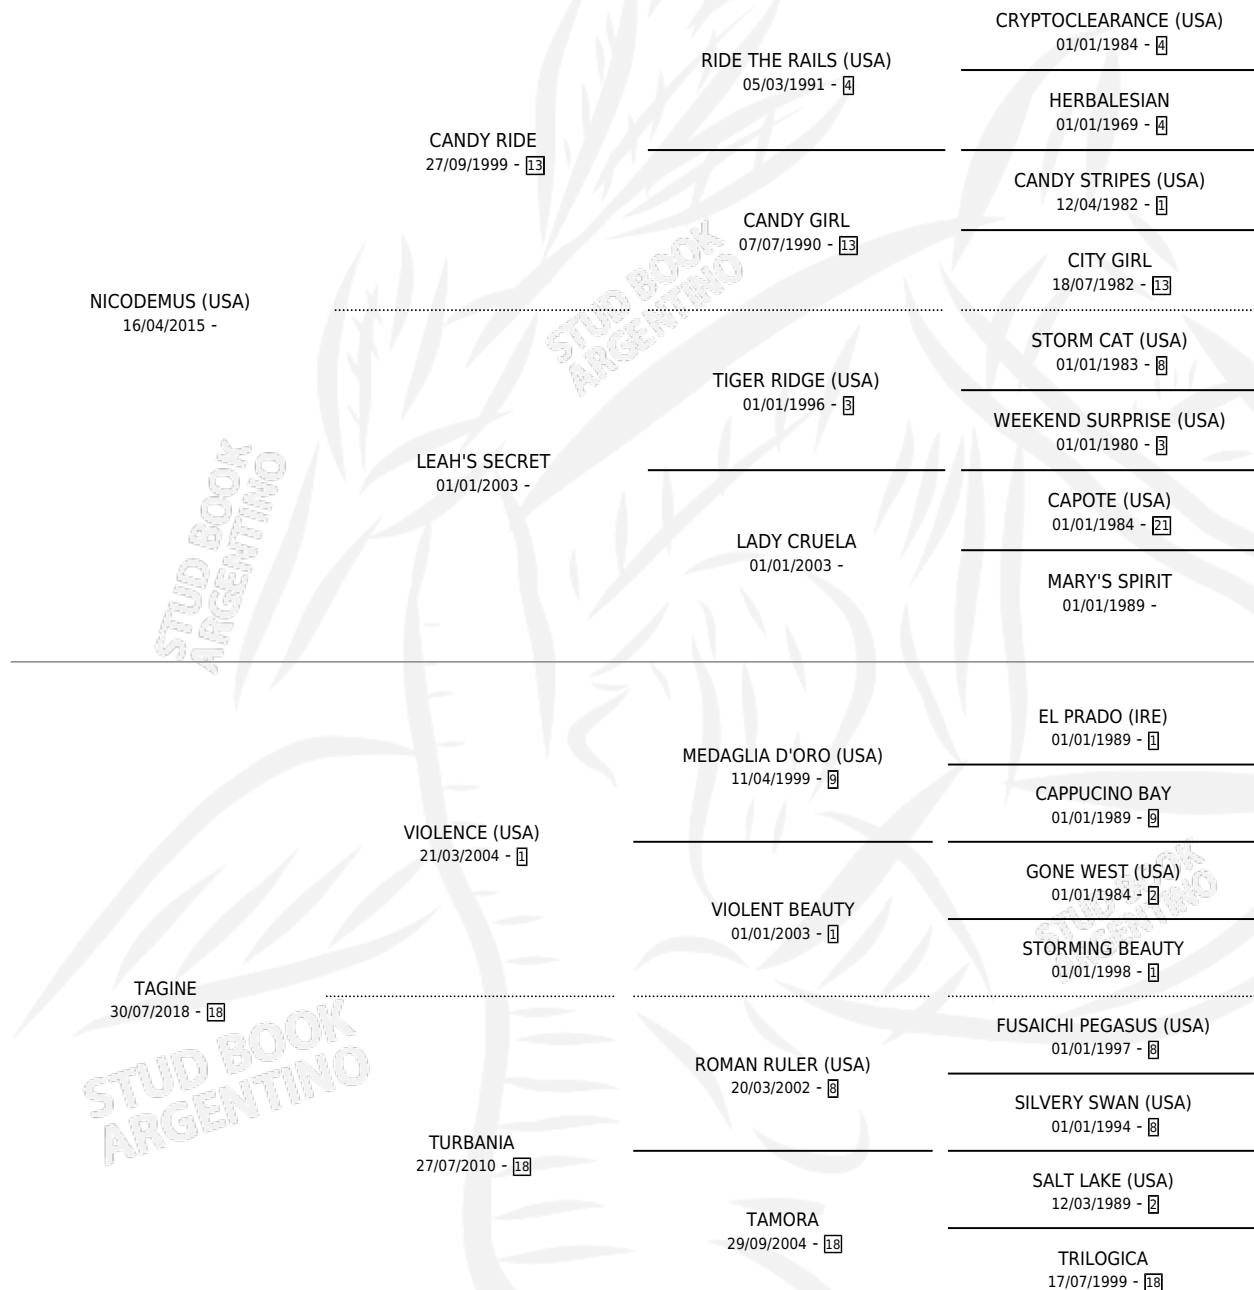 CRYPTOCLEARANCE (USA)
01/01/1984 - 4
RIDE THE RAILS (USA)
05/03/1991 - 4
HERBALESIAN
01/01/1969 - 4
CANDY RIDE
27/09/1999 - 13
CANDY STRIPES (USA)
12/04/1982 - 1
CANDY GIRL
07/07/1990 - 13
CITY GIRL
18/07/1982 - 13
NICODEMUS (USA)
16/04/2015 -
STORM CAT (USA)
01/01/1983 - 8
TIGER RIDGE (USA)
01/01/1996 - 3
WEEKEND SURPRISE (USA)
01/01/1980 - 3
LEAH'S SECRET
01/01/2003 -
CAPOTE (USA)
01/01/1984 - 21
LADY CRUELA
01/01/2003 -
MARY'S SPIRIT
01/01/1989 -
EL PRADO (IRE)
01/01/1989 - 1
MEDAGLIA D'ORO (USA)
11/04/1999 - 9
CAPPUCINO BAY
01/01/1989 - 9
VIOLENCE (USA)
21/03/2004 - 1
GONE WEST (USA)
01/01/1984 - 2
VIOLENT BEAUTY
01/01/2003 - 1
STORMING BEAUTY
01/01/1998 - 1
TAGINE
30/07/2018 - 18
FUSAICHI PEGASUS (USA)
01/01/1997 - 8
ROMAN RULER (USA)
20/03/2002 - 8
SILVERY SWAN (USA)
01/01/1994 - 8
TURBANIA
27/07/2010 - 18
SALT LAKE (USA)
12/03/1989 - 2
TAMORA
29/09/2004 - 18
TRILOGICA
17/07/1999 - 18
STUD BOOK
ARGENTINO
STUD BOOK
ARGENTINO
STUD BOOK
ARGENTINO
STUD BOOK
ARGENTINO